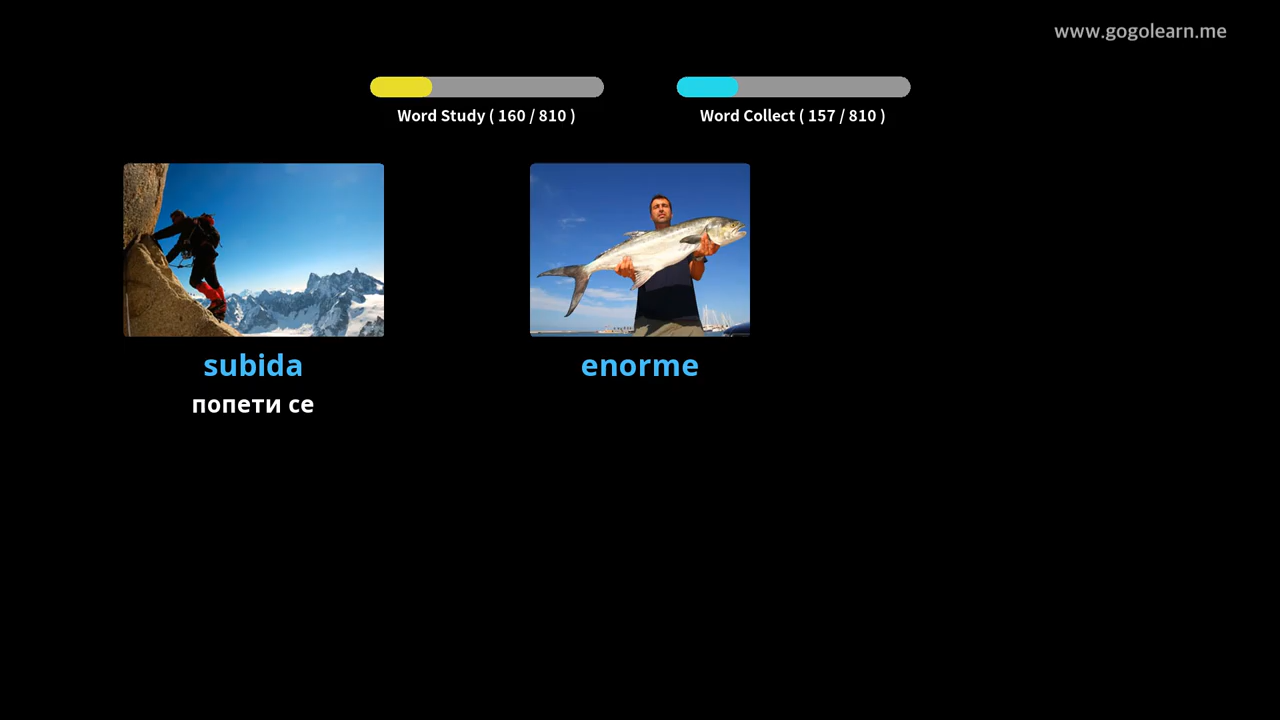 www.gogolearn.me
Word Study ( 160 / 810 )
Word Collect ( 157 / 810 )
subida
enorme
попети се